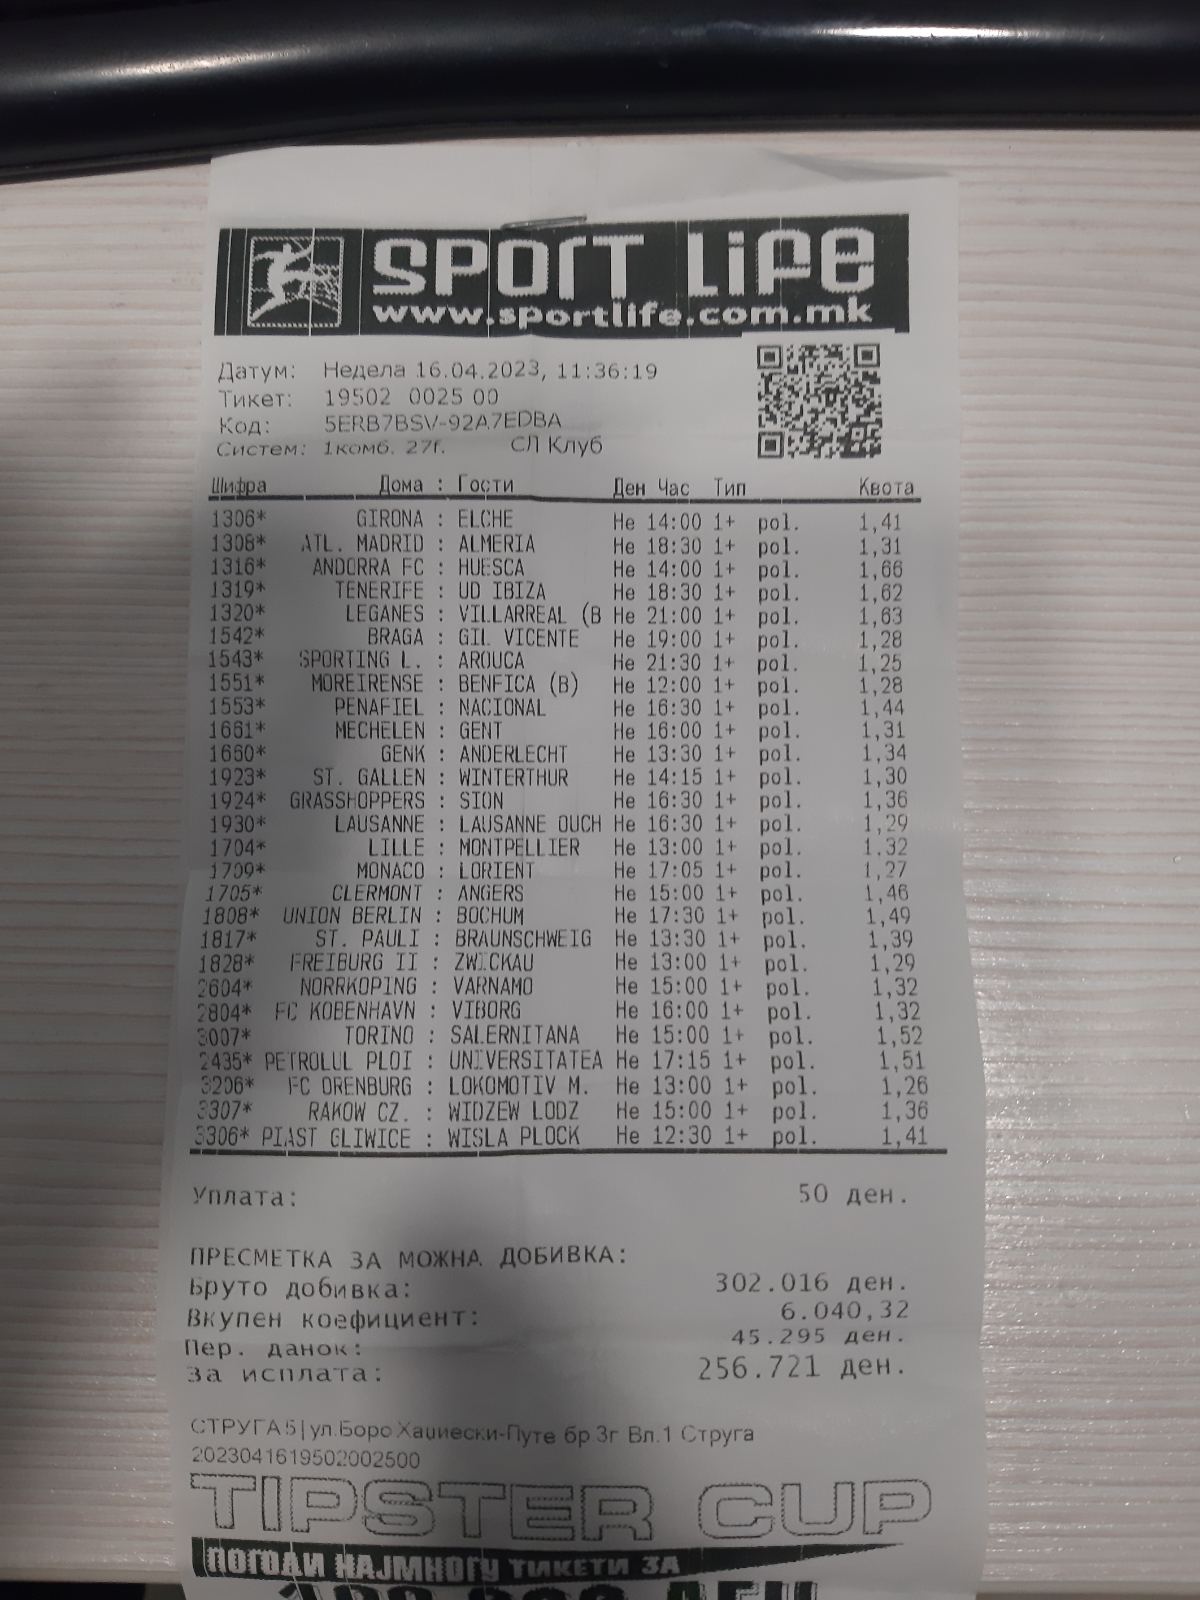 SPORT LIFE
www.sportlife.com.mk
Датум: Недела 16.04.2023, 11:36:19
Тикет: 19502 0025 00
Код: 5ERB7BSV-92A7EDBA
Систем: 1комб. 27г. СЛ Клуб
Шифра Дома : Гости Ден Час Тип Квота
1306* GIRONA : ELCHE Не 14:00 1+ pol. 1,41
1308* ATL. MADRID : ALMERIA Не 18:30 1+ pol. 1,31
1316* ANDORRA FC : HUESCA Не 14:00 1+ pol. 1,66
1319* TENERIFE : UD IBIZA Не 18:30 1+ pol. 1,62
1320* LEGANES : VILLARREAL (B Не 21:00 1+ pol. 1,63
1542* BRAGA : GIL VICENTE Не 19:00 1+ pol. 1,28
1543* SPORTING L. : AROUCA Не 21:30 1+ pol. 1,25
1551* MOREIRENSE : BENFICA (B) Не 12:00 1+ pol. 1,28
1553* PENAFIEL : NACIONAL Не 16:30 1+ pol. 1,44
1661* MECHELEN : GENT Не 16:00 1+ pol. 1,31
1660* GENK : ANDERLECHT Не 13:30 1+ pol. 1,34
1923* ST. GALLEN : WINTERTHUR Не 14:15 1+ pol. 1,30
1924* GRASSHOPPERS : SION Не 16:30 1+ pol. 1,36
1930* LAUSANNE : LAUSANNE OUCH Не 16:30 1+ pol. 1,29
1704* LILLE : MONTPELLIER Не 13:00 1+ pol. 1,32
1709* MONACO : LORIENT Не 17:05 1+ pol. 1,27
1705* CLERMONT : ANGERS Не 15:00 1+ pol. 1,46
1808* UNION BERLIN : BOCHUM Не 17:30 1+ pol. 1,49
1817* ST. PAULI : BRAUNSCHWEIG Не 13:30 1+ pol. 1,39
1828* FREIBURG II : ZWICKAU Не 13:00 1+ pol. 1,29
2604* NORRKOPING : VARNAMO Не 15:00 1+ pol. 1,32
2804* FC KOBENHAVN : VIBORG Не 16:00 1+ pol. 1,32
3007* TORINO : SALERNITANA Не 15:00 1+ pol. 1,52
2435* PETROLUL PLOI : UNIVERSITATEA Не 17:15 1+ pol. 1,51
3206* FC ORENBURG : LOKOMOTIV M. Не 13:00 1+ pol. 1,26
3307* RAKOW CZ. : WIDZEW LODZ Не 15:00 1+ pol. 1,36
3306* PIAST GLIWICE : WISLA PLOCK Не 12:30 1+ pol. 1,41
Уплата: 50 ден.
ПРЕСМЕТКА ЗА МОЖНА ДОБИВКА:
Бруто добивка: 302.016 ден.
Вкупен коефициент: 6.040,32
Пер. данок: 45.295 ден.
За исплата: 256.721 ден.
СТРУГА 5|ул.Боро Хаџиески-Путе бр 3г Вл.1 Струга
2023041619502002500
TIPSTER CUP
ПОГОДИ НАЈМНОГУ ТИКЕТИ ЗА